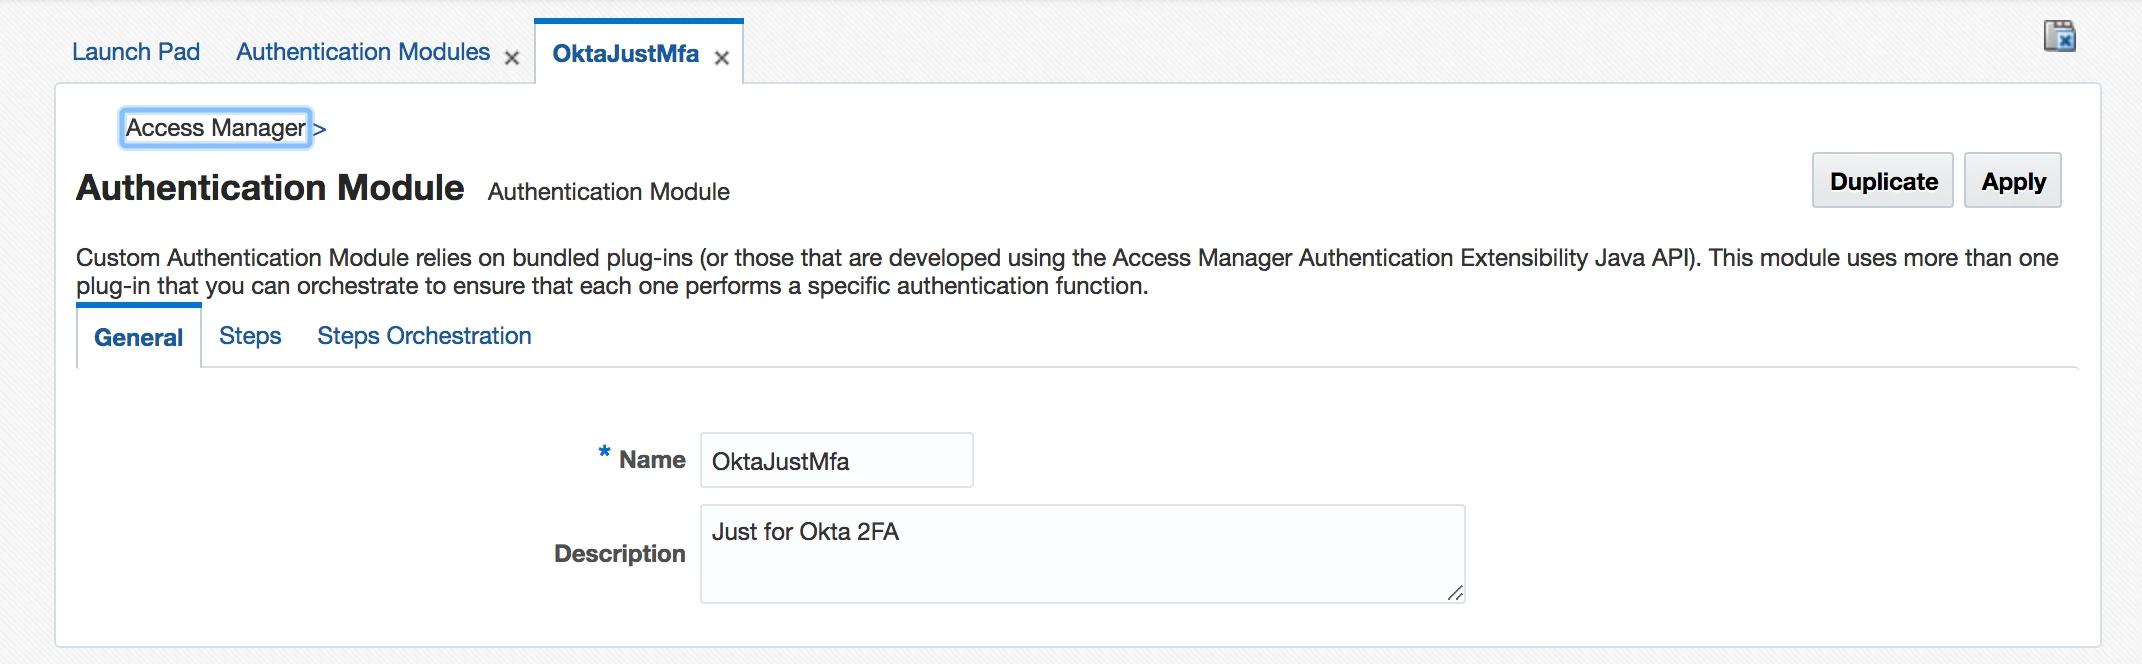 Launch Pad Authentication Modules OktaJustMfa
Access Manager >
Authentication Module Authentication Module
Duplicate Apply
Custom Authentication Module relies on bundled plug-ins (or those that are developed using the Access Manager Authentication Extensibility Java API). This module uses more than one
plug-in that you can orchestrate to ensure that each one performs a specific authentication function.
General Steps Steps Orchestration
* Name OktaJustMfa
Description Just for Okta 2FA